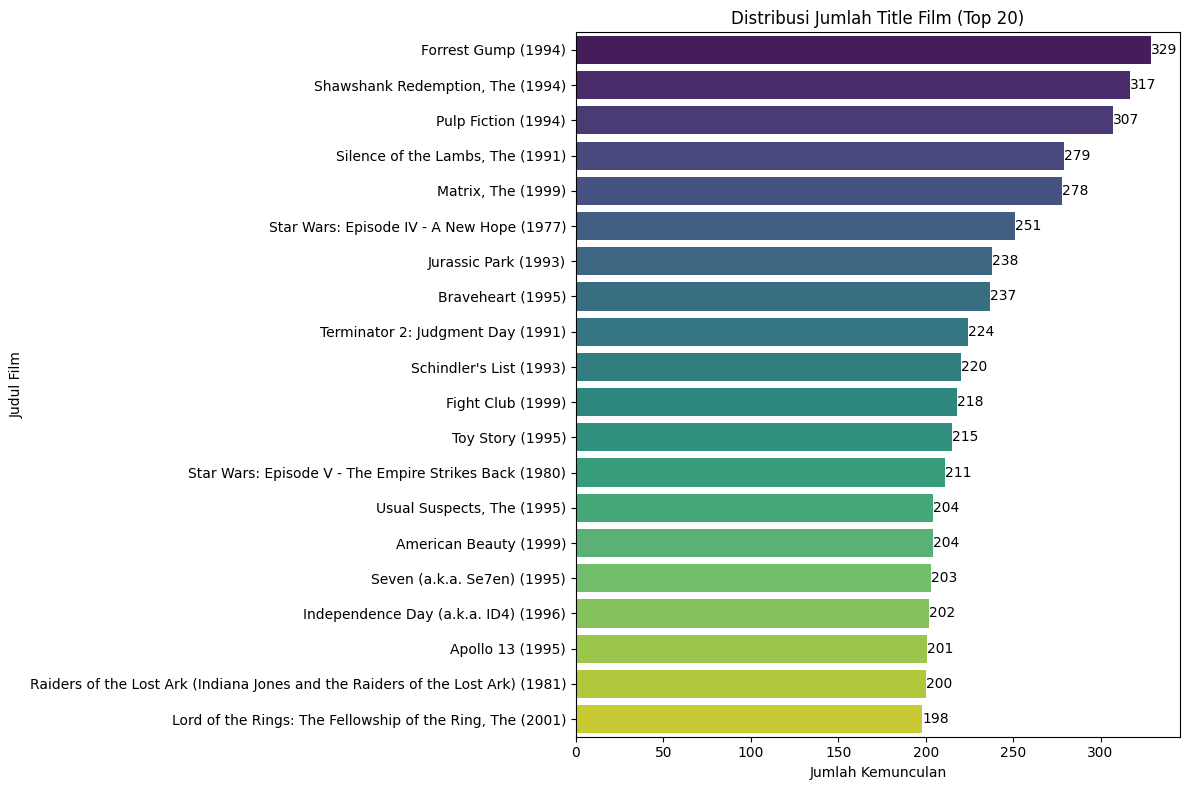 Distribusi Jumlah Title Film (Top 20)
Judul Film
Forrest Gump (1994) 329
Shawshank Redemption, The (1994) 317
Pulp Fiction (1994) 307
Silence of the Lambs, The (1991) 279
Matrix, The (1999) 278
Star Wars: Episode IV - A New Hope (1977) 251
Jurassic Park (1993) 238
Braveheart (1995) 237
Terminator 2: Judgment Day (1991) 224
Schindler's List (1993) 220
Fight Club (1999) 218
Toy Story (1995) 215
Star Wars: Episode V - The Empire Strikes Back (1980) 211
Usual Suspects, The (1995) 204
American Beauty (1999) 204
Seven (a.k.a. Se7en) (1995) 203
Independence Day (a.k.a. ID4) (1996) 202
Apollo 13 (1995) 201
Raiders of the Lost Ark (Indiana Jones and the Raiders of the Lost Ark) (1981) 200
Lord of the Rings: The Fellowship of the Ring, The (2001) 198
0 50 100 150 200 250 300
Jumlah Kemunculan